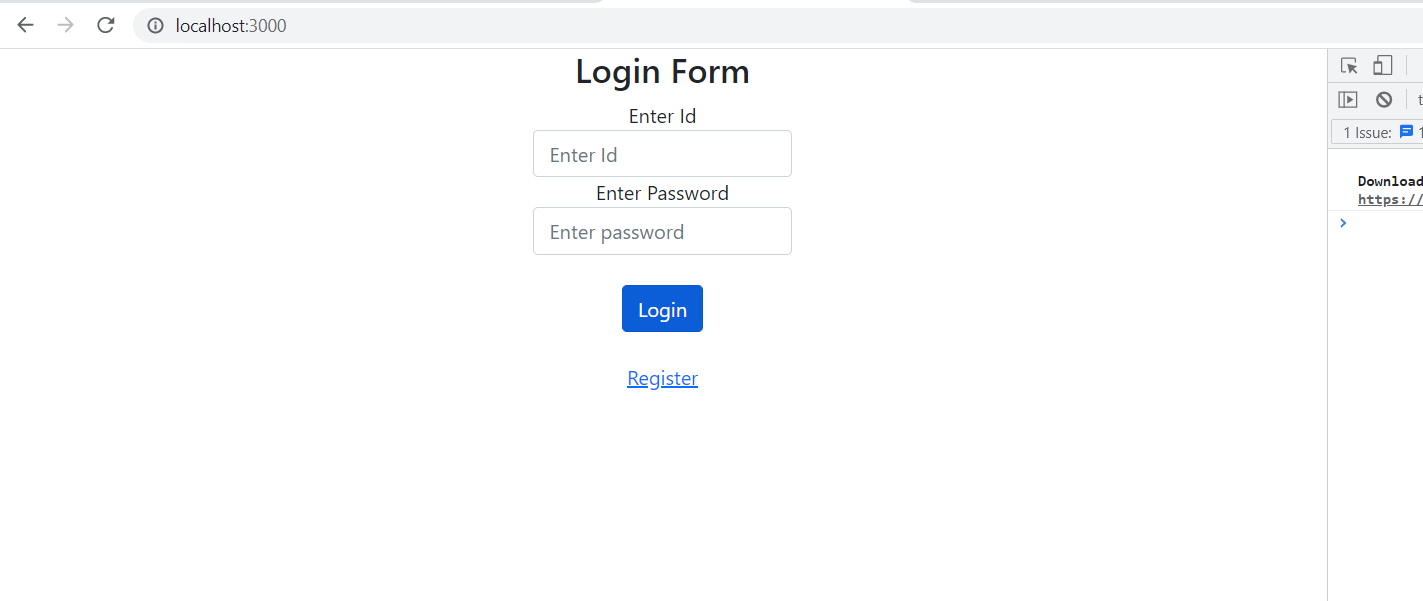 localhost:3000
Login Form
Enter Id
Enter Id
Enter Password
Enter password
Login
Register
1 Issue:
Download
https://